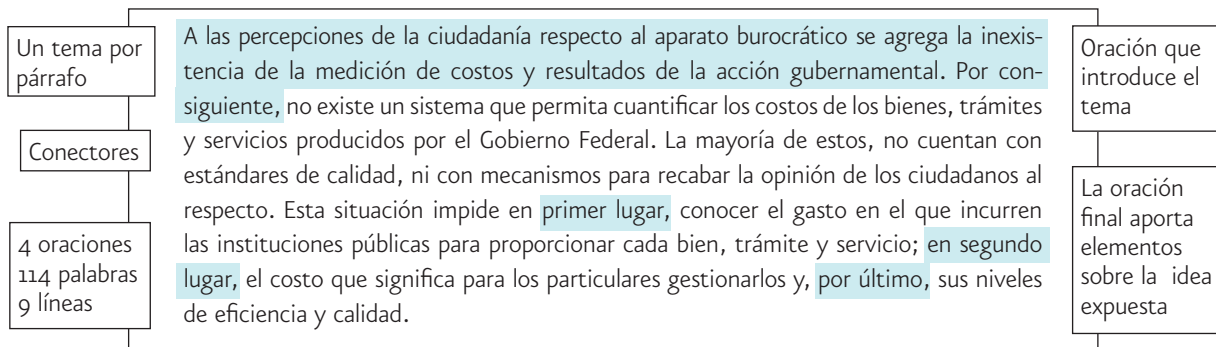 Un tema por
párrafo
Conectores
4 oraciones
114 palabras
9 líneas
A las percepciones de la ciudadanía respecto al aparato burocrático se agrega la inexis-
tencia de la medición de costos y resultados de la acción gubernamental. Por con-
siguiente, no existe un sistema que permita cuantificar los costos de los bienes, trámites
y servicios producidos por el Gobierno Federal. La mayoría de estos, no cuentan con
estándares de calidad, ni con mecanismos para recabar la opinión de los ciudadanos al
respecto. Esta situación impide en primer lugar, conocer el gasto en el que incurren
las instituciones públicas para proporcionar cada bien, trámite y servicio; en segundo
lugar, el costo que significa para los particulares gestionarlos y, por último, sus niveles
de eficiencia y calidad.
Oración que
introduce el
tema
La oración
final aporta
elementos
sobre la idea
expuesta